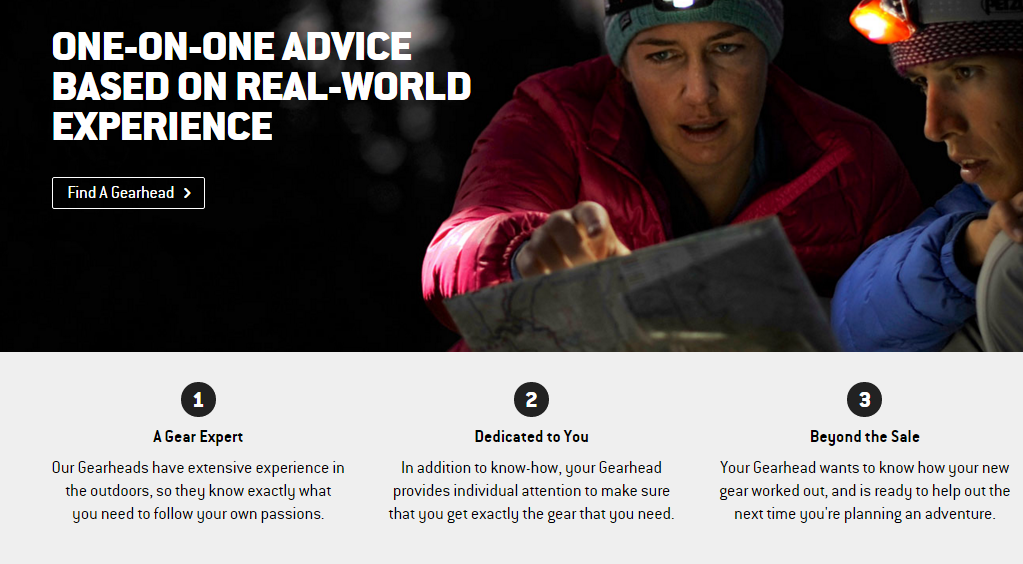 ONE-ON-ONE ADVICE
BASED ON REAL-WORLD
EXPERIENCE
Find A Gearhead >
PETZL
1
A Gear Expert
Our Gearheads have extensive experience in
the outdoors, so they know exactly what
you need to follow your own passions.
2
Dedicated to You
In addition to know-how, your Gearhead
provides individual attention to make sure
that you get exactly the gear that you need.
3
Beyond the Sale
Your Gearhead wants to know how your new
gear worked out, and is ready to help out the
next time you're planning an adventure.